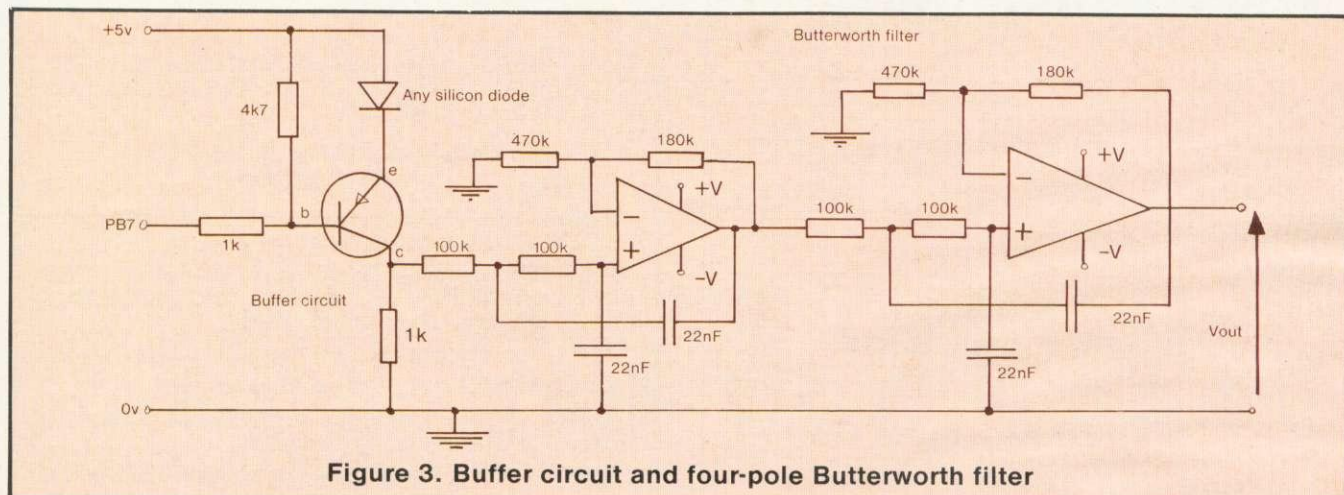 +5v
Butterworth filter
470k
180k
4k7
Any silicon diode
+V
470k
180k
e
−
+V
PB7
b
−
100k
100k
+
1k
c
100k
100k
+
−V
−V
Buffer circuit
22nF
Vout
1k
22nF
22nF
22nF
0v
Figure 3. Buffer circuit and four-pole Butterworth filter